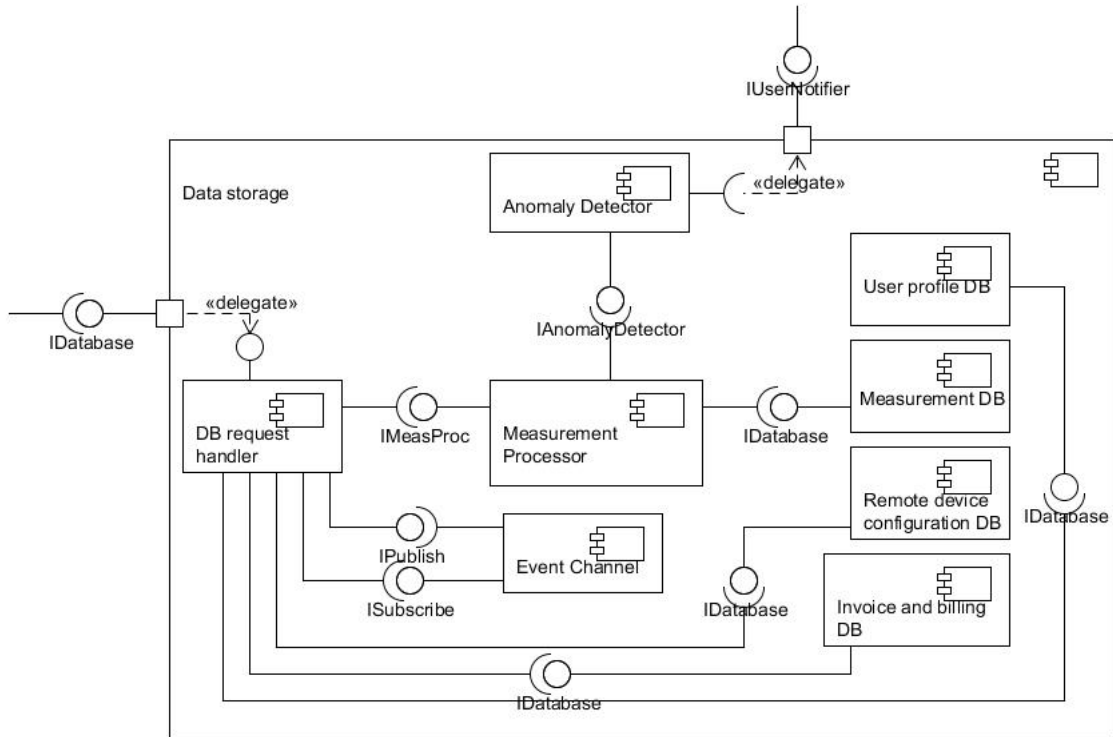 IUserNotifier
Data storage
Anomaly Detector
«delegate»
«delegate»
IDatabase
User profile DB
IAnomalyDetector
DB request
handler
IMeasProc
Measurement
Processor
IDatabase
Measurement DB
Remote device
configuration DB
IDatabase
IPublish
Event Channel
ISubscribe
IDatabase
Invoice and billing
DB
IDatabase